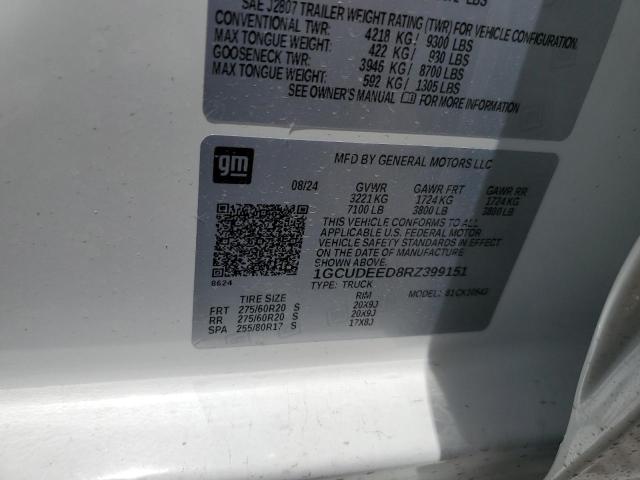 LBS
SAE J2807 TRAILER WEIGHT RATING (TWR) FOR VEHICLE CONFIGURATION.
CONVENTIONAL TWR: 4218 KG / 9300 LBS
MAX TONGUE WEIGHT: 422 KG / 930 LBS
GOOSENECK TWR: 3946 KG / 8700 LBS
MAX TONGUE WEIGHT: 592 KG / 1305 LBS
SEE OWNER'S MANUAL FOR MORE INFORMATION
gm
MFD BY GENERAL MOTORS LLC
08/24 GVWR GAWR FRT GAWR RR
3221 KG 1724 KG 1724 KG
7100 LB 3800 LB 3800 LB
THIS VEHICLE CONFORMS TO ALL
APPLICABLE U.S. FEDERAL MOTOR
VEHICLE SAFETY STANDARDS IN EFFECT
ON THE DATE OF MANUFACTURE SHOWN ABOVE.
1GCUDEED8RZ399151
8624
TYPE: TRUCK MODEL:
TIRE SIZE RIM
FRT 275/60R20 S 20X9J
RR 275/60R20 S 20X9J
SPA 255/80R17 S 17X8J